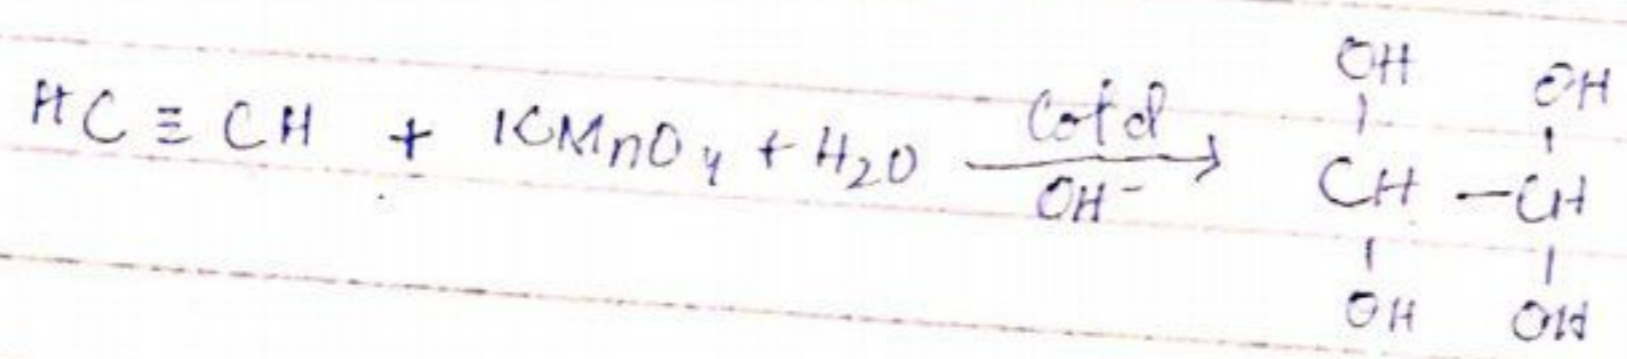 OH OH
HC ≡ CH + KMnO4 + H2O Cold OH- → CH - CH
OH OH